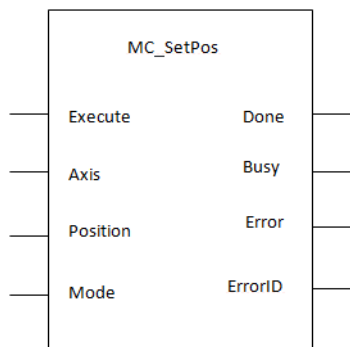 MC_SetPos
Execute Done
Axis Busy
Position Error
Mode ErrorID